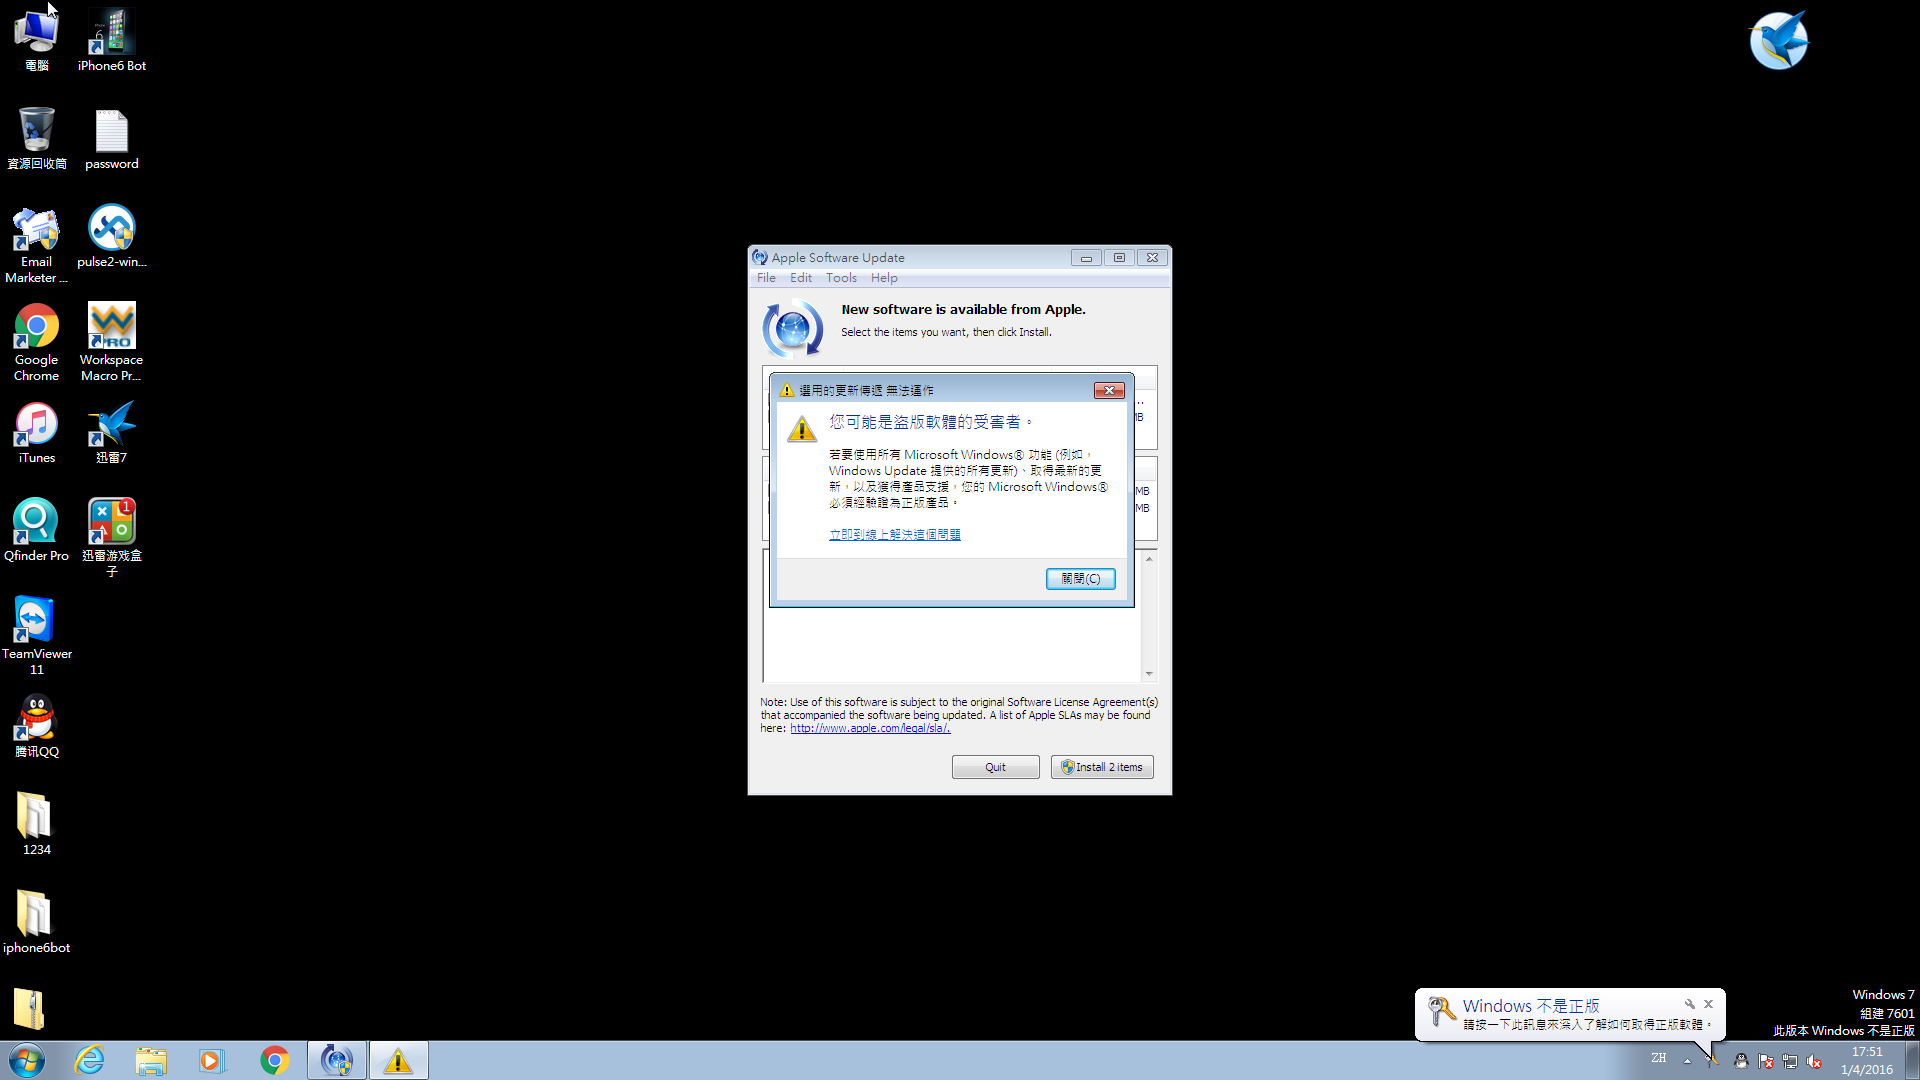 電腦
iPhone6 Bot
資源回收筒
password
Email
Marketer ...
pulse2-win...
Google
Chrome
Workspace
Macro Pr...
iTunes
迅雷7
Qfinder Pro
迅雷游戏盒
子
TeamViewer
11
腾讯QQ
1234
iphone6bot
Apple Software Update
File Edit Tools Help
New software is available from Apple.
Select the items you want, then click Install.
選用的更新傳遞 無法運作
您可能是盜版軟體的受害者。
若要使用所有 Microsoft Windows® 功能 (例如，
Windows Update 提供的所有更新)、取得最新的更
新，以及獲得產品支援，您的 Microsoft Windows®
必須經驗證為正版產品。
立即到線上解決這個問題
關閉(C)
MB
MB
MB
Note: Use of this software is subject to the original Software License Agreement(s)
that accompanied the software being updated. A list of Apple SLAs may be found
here: http://www.apple.com/legal/sla/.
Quit
Install 2 items
Windows 不是正版
請按一下此訊息來深入了解如何取得正版軟體。
Windows 7
組建 7601
此版本 Windows 不是正版
ZH
17:51
1/4/2016